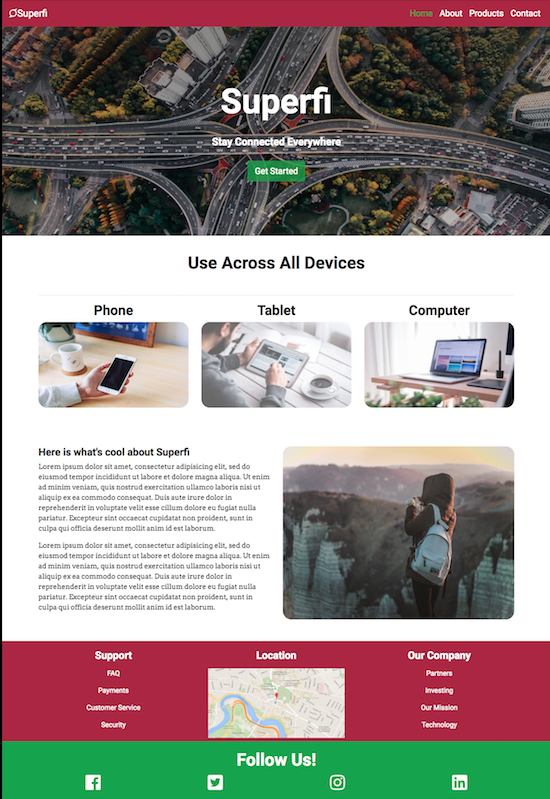 Superfi
Home About Products Contact
Superfi
Stay Connected Everywhere
Get Started
Use Across All Devices
Phone
Tablet
Computer
Here is what's cool about Superfi
Lorem ipsum dolor sit amet, consectetur adipisicing elit, sed do
eiusmod tempor incididunt ut labore et dolore magna aliqua. Ut enim
ad minim veniam, quis nostrud exercitation ullamco laboris nisi ut
aliquip ex ea commodo consequat. Duis aute irure dolor in
reprehenderit in voluptate velit esse cillum dolore eu fugiat nulla
pariatur. Excepteur sint occaecat cupidatat non proident, sunt in
culpa qui officia deserunt mollit anim id est laborum.
Lorem ipsum dolor sit amet, consectetur adipisicing elit, sed do
eiusmod tempor incididunt ut labore et dolore magna aliqua. Ut enim
ad minim veniam, quis nostrud exercitation ullamco laboris nisi ut
aliquip ex ea commodo consequat. Duis aute irure dolor in
reprehenderit in voluptate velit esse cillum dolore eu fugiat nulla
pariatur. Excepteur sint occaecat cupidatat non proident, sunt in
culpa qui officia deserunt mollit anim id est laborum.
Support
FAQ
Payments
Customer Service
Security
Location
Our Company
Partners
Investing
Our Mission
Technology
Follow Us!